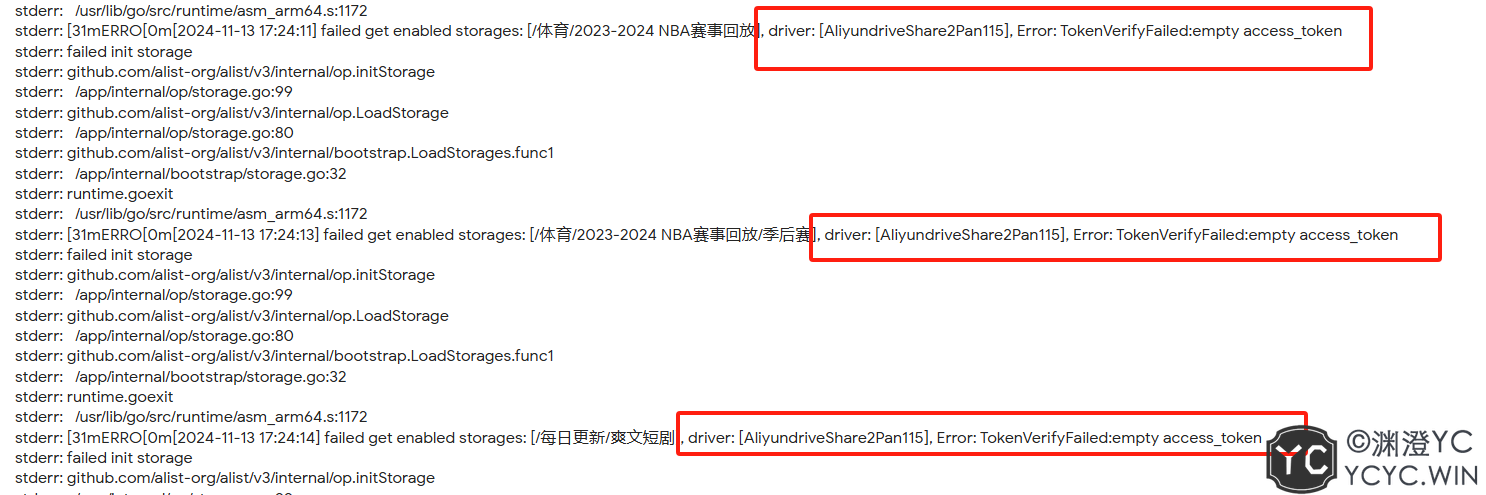 stderr:   /usr/lib/go/src/runtime/asm_arm64.s:1172
stderr: [31mERRO[0m[2024-11-13 17:24:11] failed get enabled storages: [/体育/2023-2024 NBA赛事回放], driver: [AliyundriveShare2Pan115], Error: TokenVerifyFailed:empty access_token
stderr: failed init storage
stderr: github.com/alist-org/alist/v3/internal/op.initStorage
stderr:   /app/internal/op/storage.go:99
stderr: github.com/alist-org/alist/v3/internal/op.LoadStorage
stderr:   /app/internal/op/storage.go:80
stderr: github.com/alist-org/alist/v3/internal/bootstrap.LoadStorages.func1
stderr:   /app/internal/bootstrap/storage.go:32
stderr: runtime.goexit
stderr:   /usr/lib/go/src/runtime/asm_arm64.s:1172
stderr: [31mERRO[0m[2024-11-13 17:24:13] failed get enabled storages: [/体育/2023-2024 NBA赛事回放/季后赛], driver: [AliyundriveShare2Pan115], Error: TokenVerifyFailed:empty access_token
stderr: failed init storage
stderr: github.com/alist-org/alist/v3/internal/op.initStorage
stderr:   /app/internal/op/storage.go:99
stderr: github.com/alist-org/alist/v3/internal/op.LoadStorage
stderr:   /app/internal/op/storage.go:80
stderr: github.com/alist-org/alist/v3/internal/bootstrap.LoadStorages.func1
stderr:   /app/internal/bootstrap/storage.go:32
stderr: runtime.goexit
stderr:   /usr/lib/go/src/runtime/asm_arm64.s:1172
stderr: [31mERRO[0m[2024-11-13 17:24:14] failed get enabled storages: [/每日更新/爽文短剧], driver: [AliyundriveShare2Pan115], Error: TokenVerifyFailed:empty access_token
stderr: failed init storage
stderr: github.com/alist-org/alist/v3/internal/op.initStorage
YC
©渊澄YC
YCYC.WIN